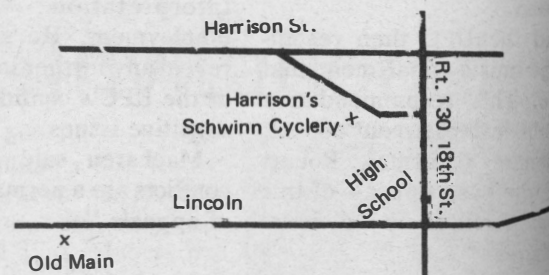 Harrison St.
Harrison's
Schwinn Cyclery
Rt. 130 18th St.,
High
School
Lincoln
Old Main